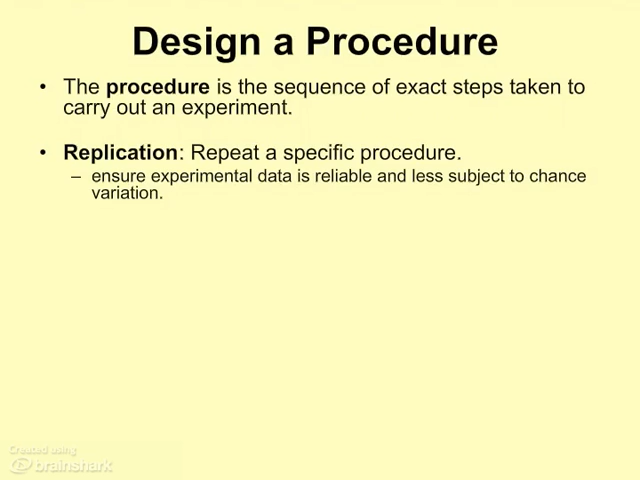 Design a Procedure
• The procedure is the sequence of exact steps taken to
carry out an experiment.
• Replication: Repeat a specific procedure.
– ensure experimental data is reliable and less subject to chance
variation.
Created using
brainshark